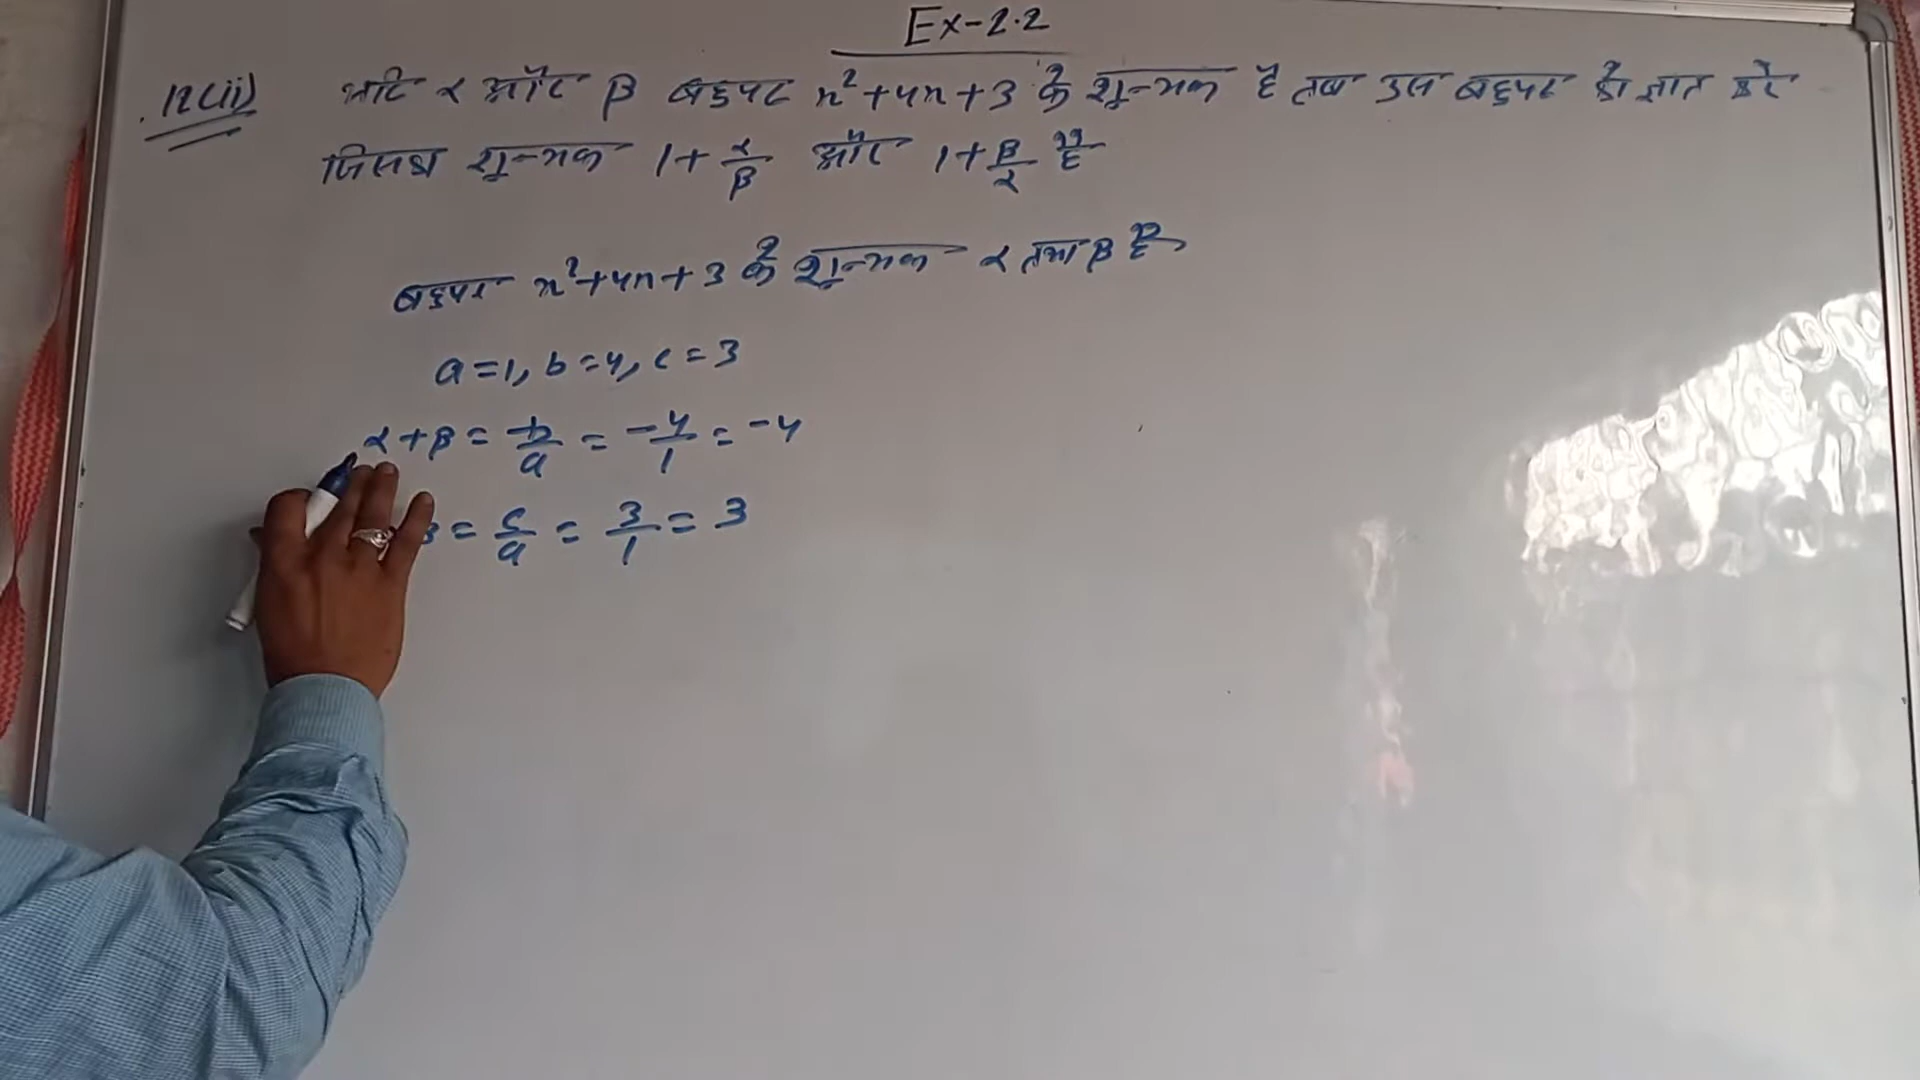 Ex-2.2
12(ii) यदि α और β बहुपद x²+4x+3 के शून्यक है तब उस बहुपद को ज्ञात करे
जिसका शून्यक 1+α/β और 1+β/α है
बहुपद x²+4x+3 के शून्यक α तथा β है
a=1, b=4, c=3
α+β = -b/a = -4/1 = -4
β = c/a = 3/1 = 3